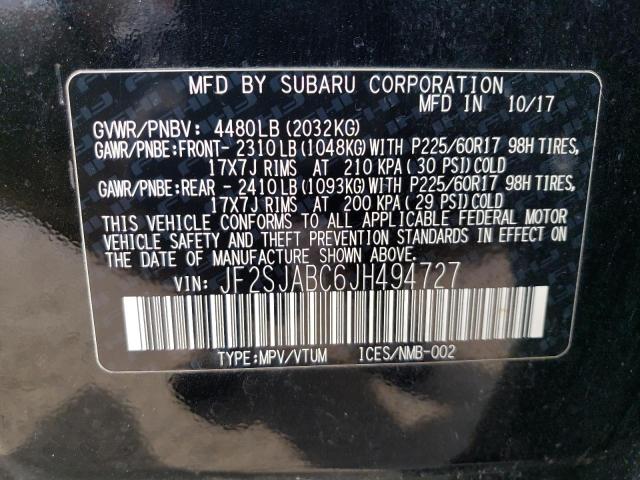 MFD BY SUBARU CORPORATION
MFD IN 10/17
GVWR/PNBV: 4480LB (2032KG)
GAWR/PNBE:FRONT- 2310LB (1048KG)WITH P225/60R17 98H TIRES,
17X7J RIMS AT 210 KPA (30 PSI)COLD
GAWR/PNBE:REAR - 2410LB (1093KG)WITH P225/60R17 98H TIRES,
17X7J RIMS AT 200 KPA (29 PSI)COLD
THIS VEHICLE CONFORMS TO ALL APPLICABLE FEDERAL MOTOR
VEHICLE SAFETY AND THEFT PREVENTION STANDARDS IN EFFECT
ON THE DATE OF MANUFACTURE SHOWN ABOVE.
VIN: JF2SJABC6JH494727
TYPE:MPV/VTUM ICES/NMB-002